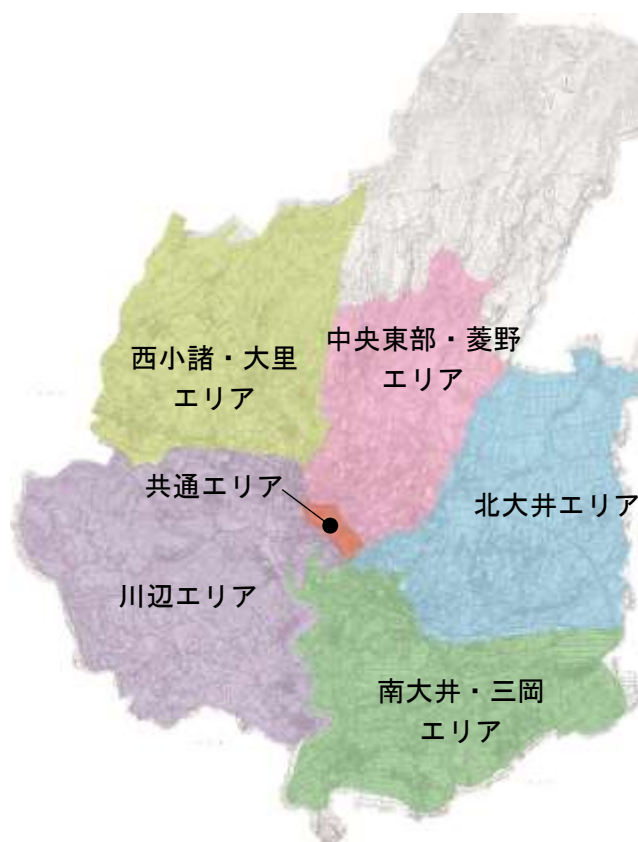 中央東部・菱野
エリア
西小諸・大里
エリア
共通エリア
北大井エリア
川辺エリア
南大井・三岡
エリア